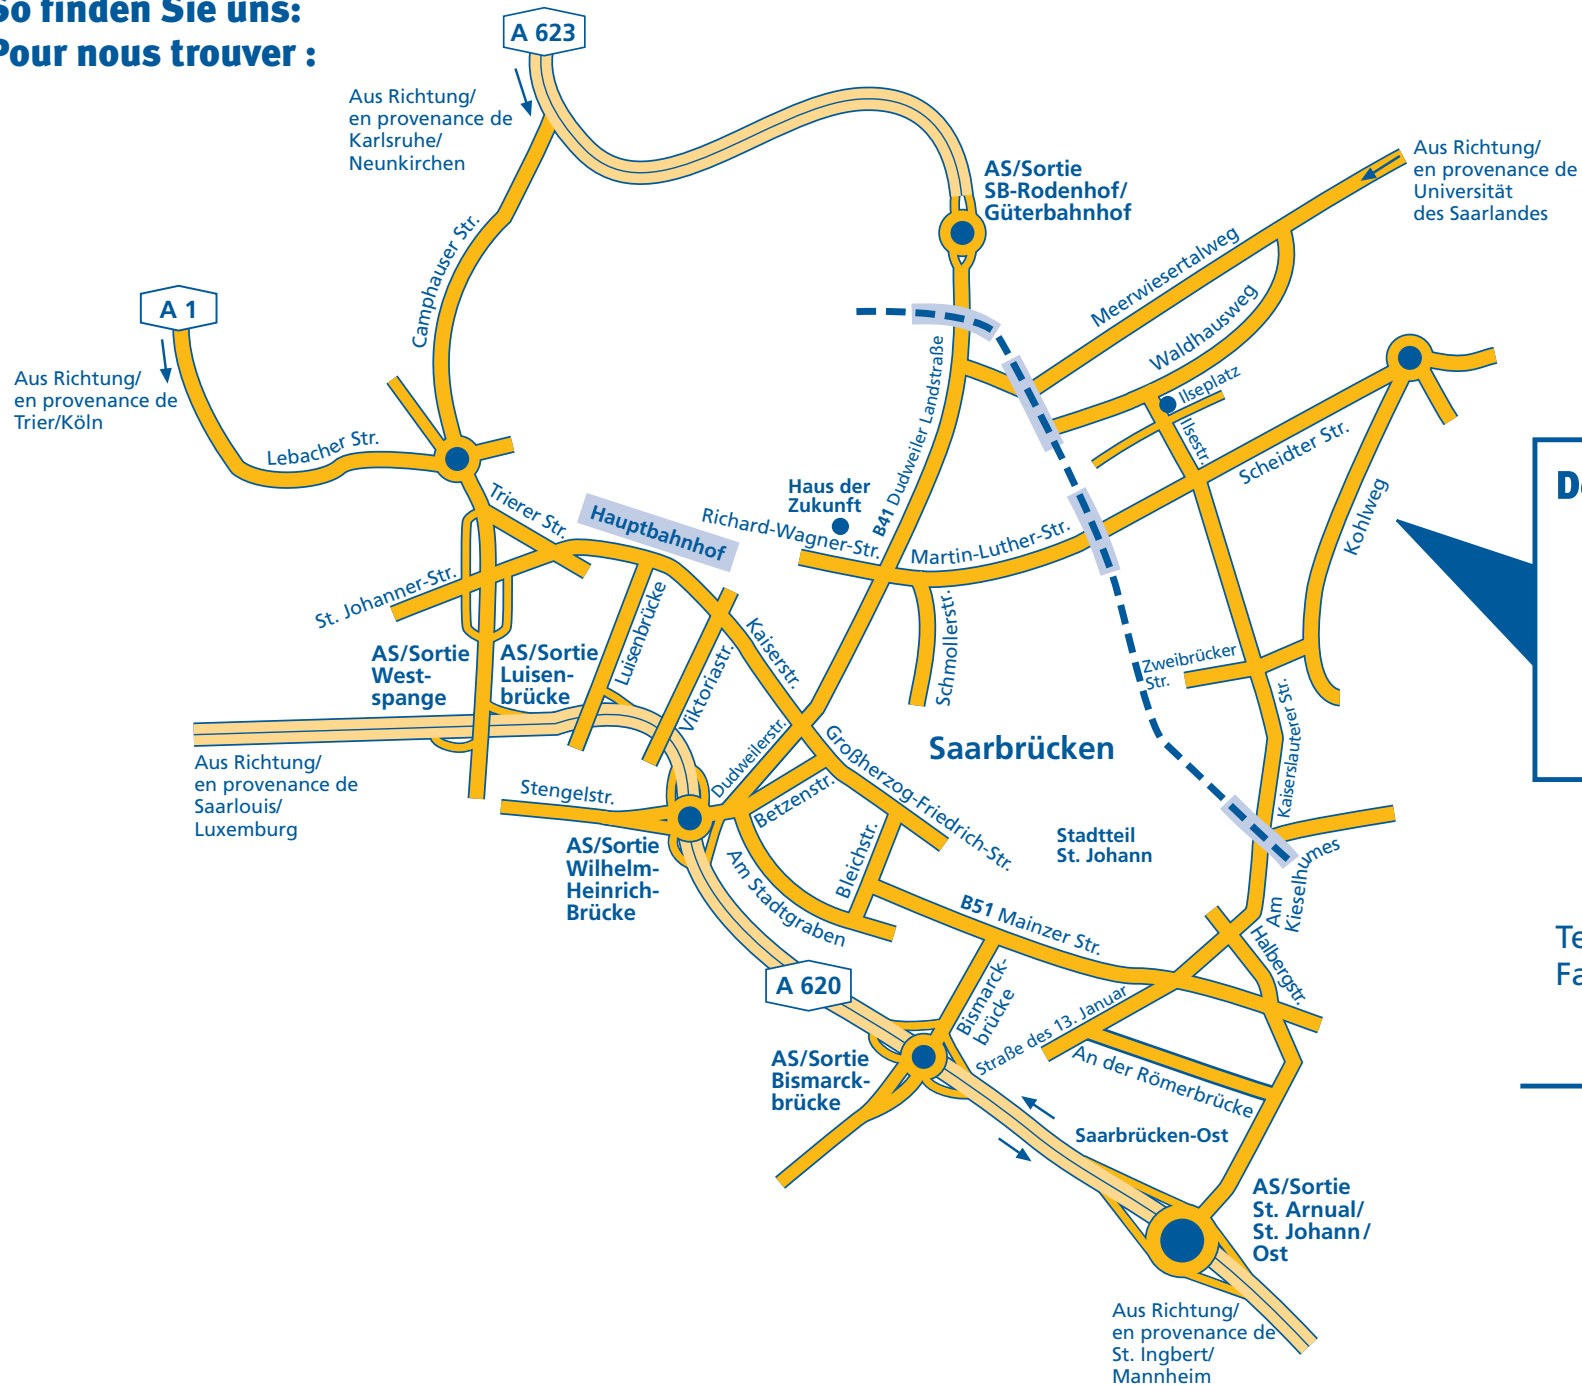 So finden Sie uns:
Pour nous trouver :
A 623
Aus Richtung/
en provenance de
Karlsruhe/
Neunkirchen
AS/Sortie
SB-Rodenhof/
Güterbahnhof
Aus Richtung/
en provenance de
Universität
des Saarlandes
Camphauser Str.
Meerwiesertalweg
Waldhausweg
A 1
Aus Richtung/
en provenance de
Trier/Köln
Lebacher Str.
Ilseplatz
Ilsestr.
Scheidter Str.
Kohlweg
B41 Dudweiler Landstraße
Haus der
Zukunft
Trierer Str.
Hauptbahnhof
Richard-Wagner-Str.
Martin-Luther-Str.
St. Johanner-Str.
Luisenbrücke
Viktoriastr.
Kaiserstr.
Schmollerstr.
Zweibrücker
Str.
AS/Sortie
West-
spange
AS/Sortie
Luisen-
brücke
Kaiserslauterer Str.
Saarbrücken
Aus Richtung/
en provenance de
Saarlouis/
Luxemburg
Stengelstr.
Dudweilerstr.
Betzenstr.
Großherzog-Friedrich-Str.
Bleichstr.
Am Stadtgraben
Stadtteil
St. Johann
Am
Kieselhumes
AS/Sortie
Wilhelm-
Heinrich-
Brücke
B51 Mainzer Str.
Halbergstr.
A 620
Bismarck-
brücke
Straße des 13. Januar
An der Römerbrücke
AS/Sortie
Bismarck-
brücke
Saarbrücken-Ost
AS/Sortie
St. Arnual/
St. Johann/
Ost
Aus Richtung/
en provenance de
St. Ingbert/
Mannheim